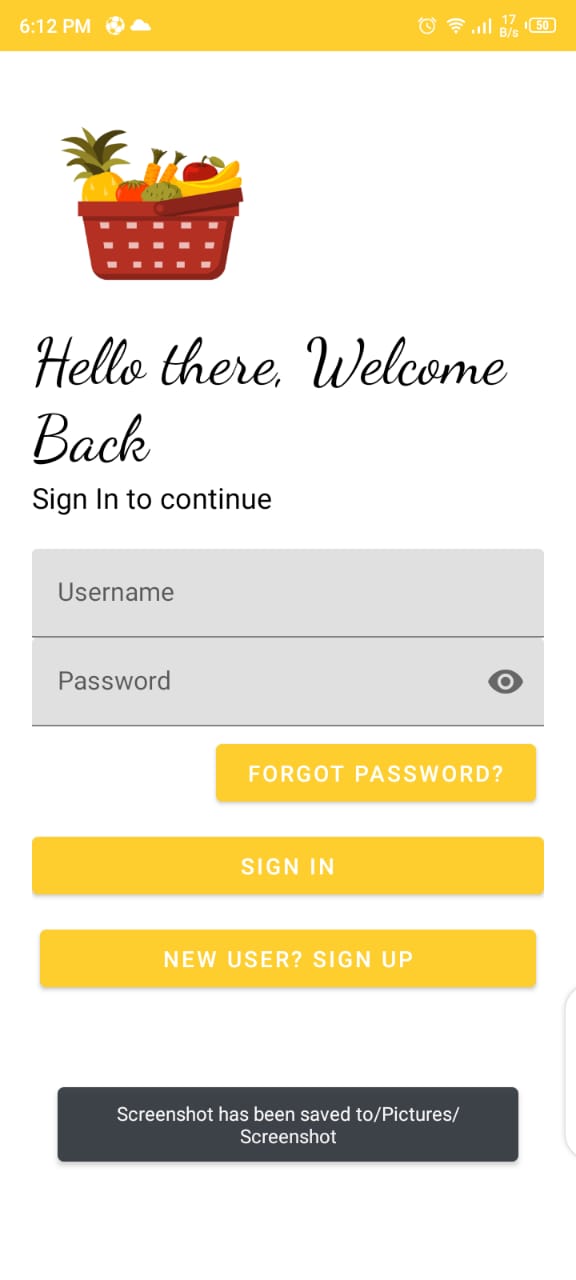 6:12 PM 17 B/s 50
Hello there, Welcome
Back
Sign In to continue
Username
Password
FORGOT PASSWORD?
SIGN IN
NEW USER? SIGN UP
Screenshot has been saved to/Pictures/
Screenshot